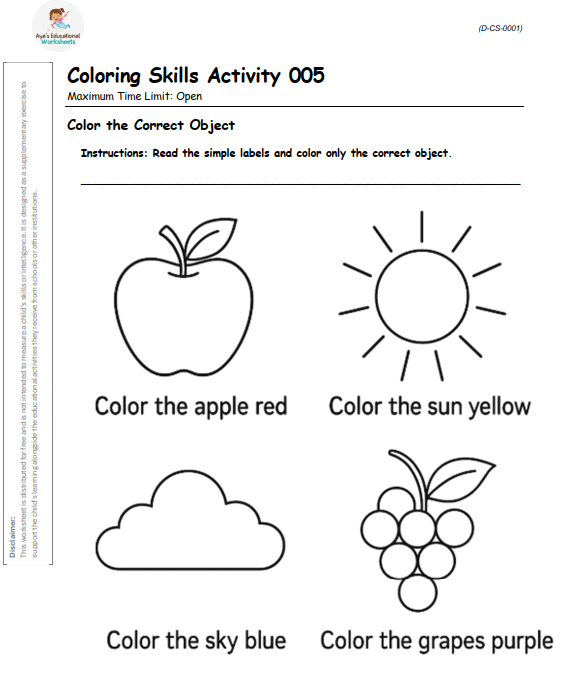 Aya's Educational
Worksheets
(D-CS-0001)
Coloring Skills Activity 005
Maximum Time Limit: Open
Color the Correct Object
Instructions: Read the simple labels and color only the correct object.
Color the apple red
Color the sun yellow
Color the sky blue
Color the grapes purple
Disclaimer:
This worksheet is distributed for free and is not intended to measure a child's skills or intelligence. It is designed as a supplementary exercise to
support the child's learning alongside the educational activities they receive from schools or other institutions.